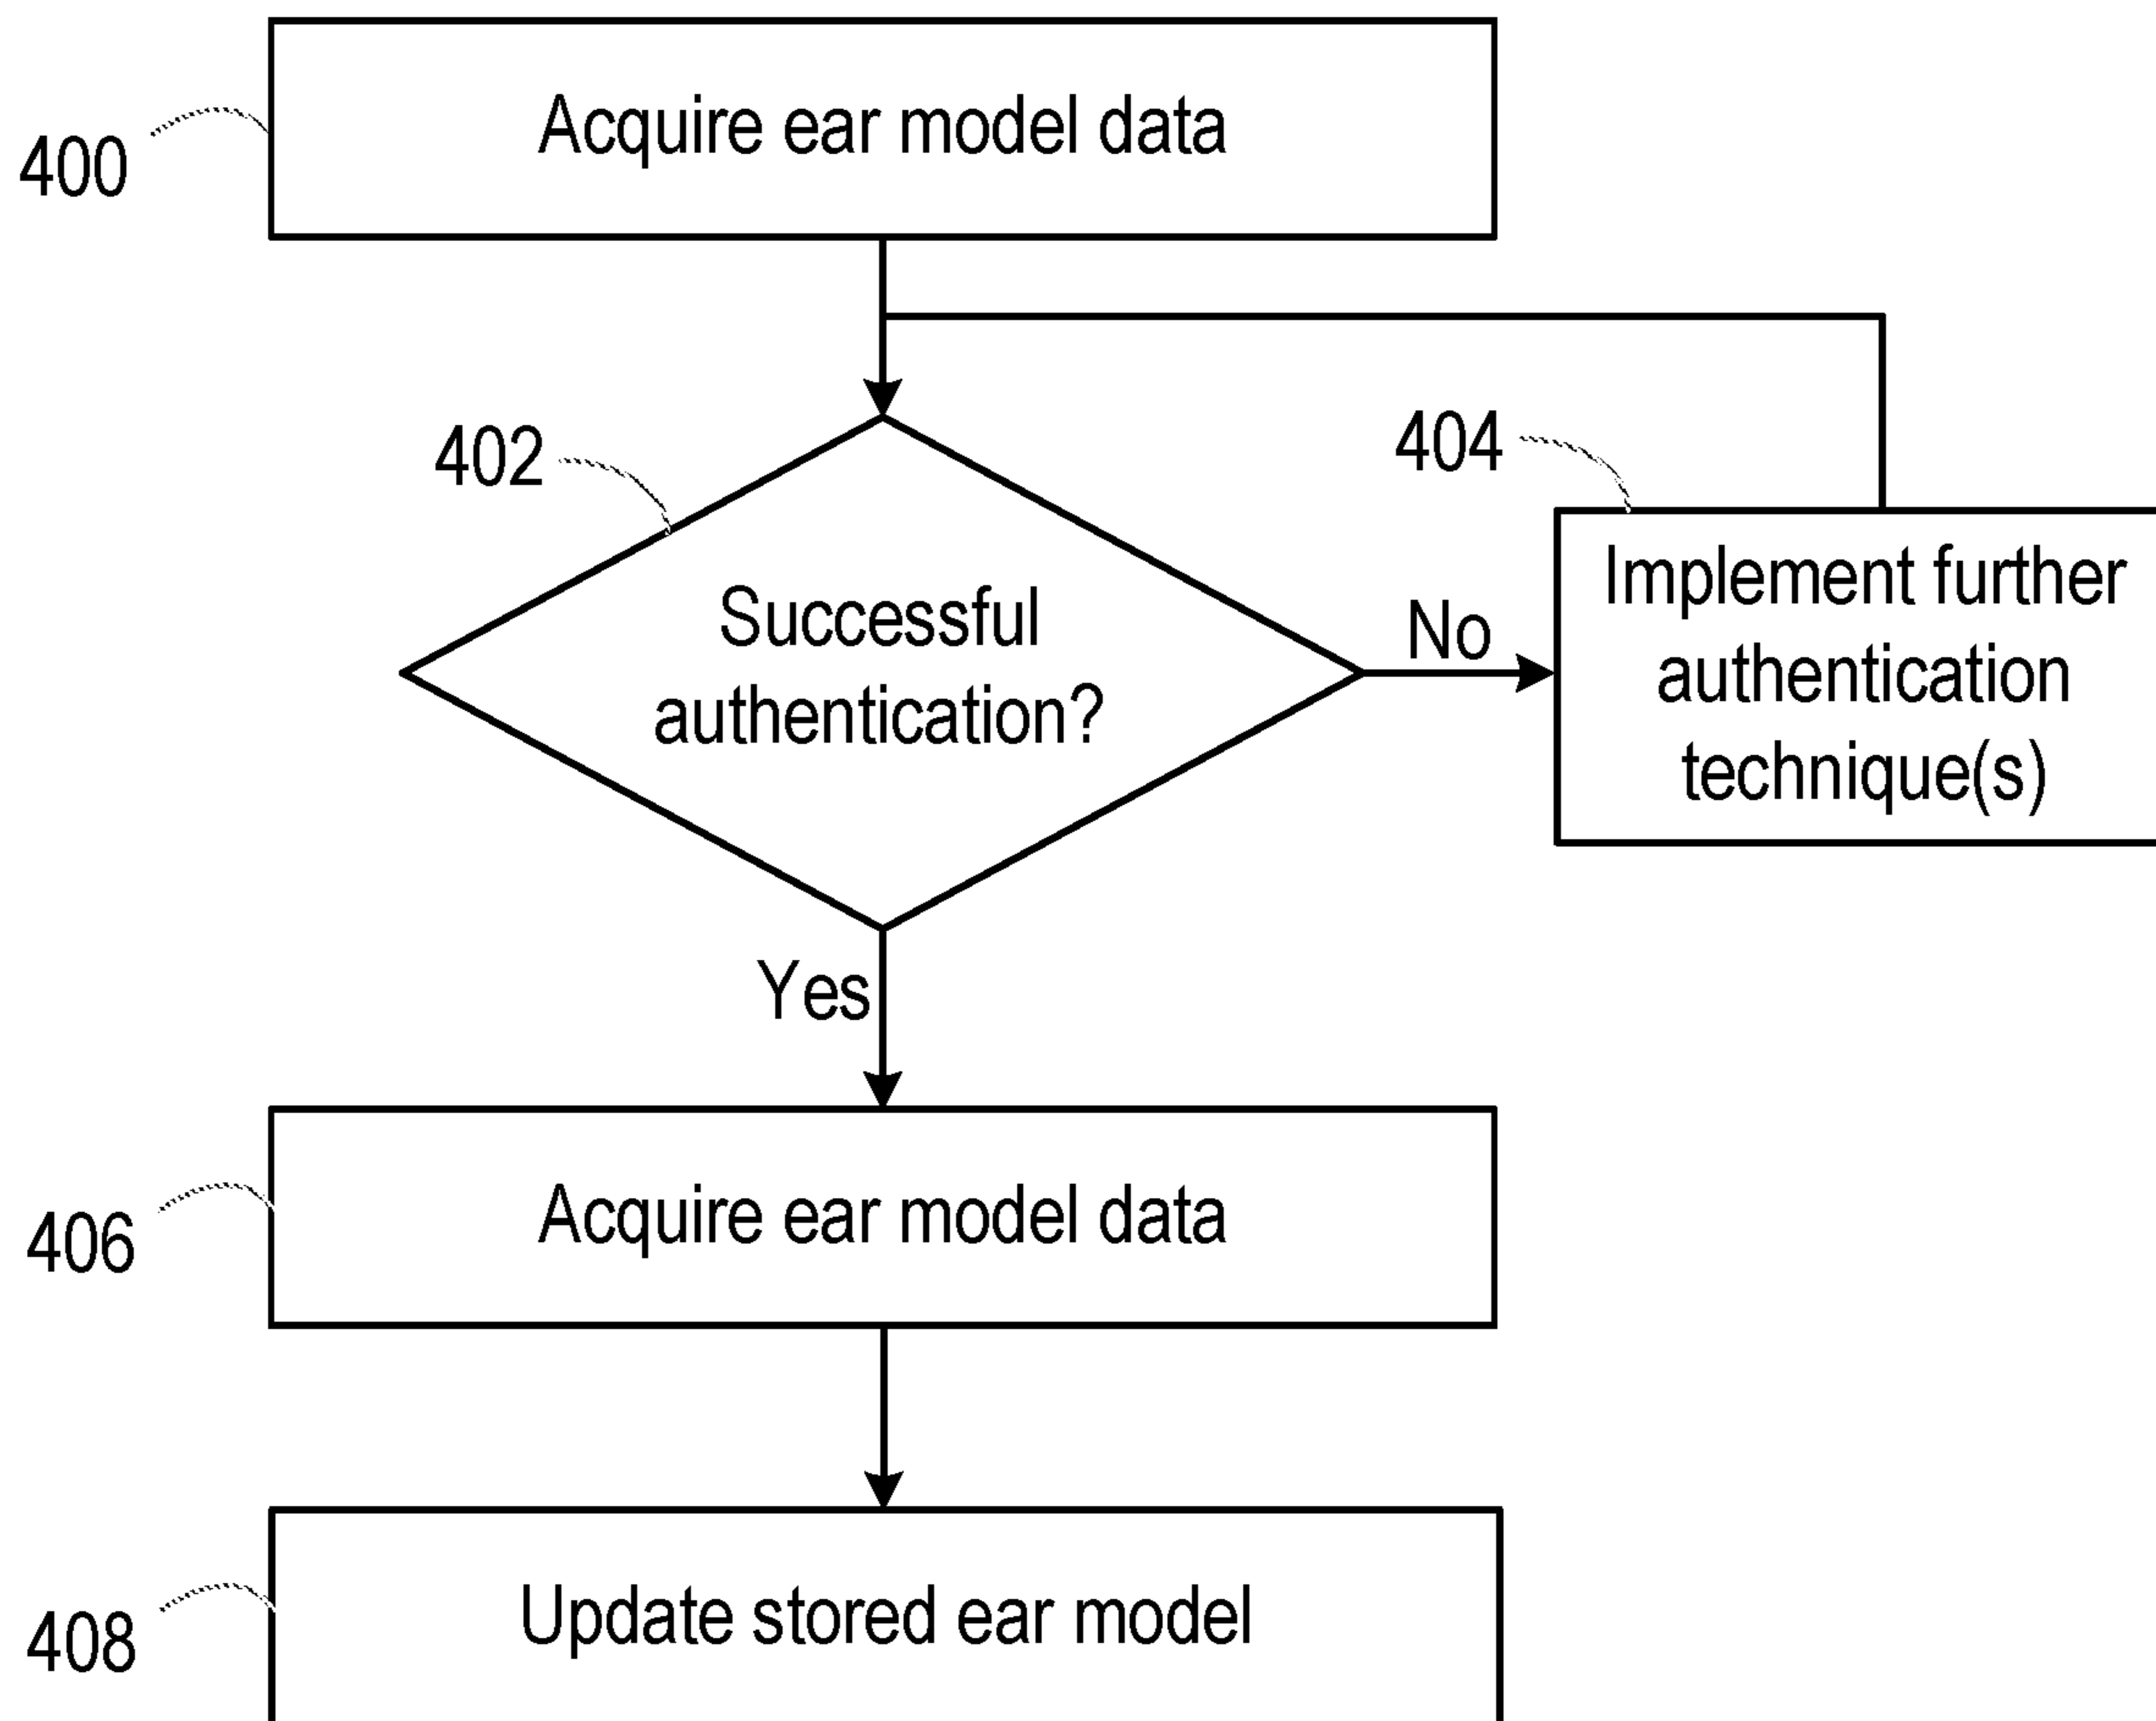 Acquire ear model data
400
402
404
Successful
authentication?
No
Implement further
authentication
technique(s)
Yes
Acquire ear model data
406
Update stored ear model
408